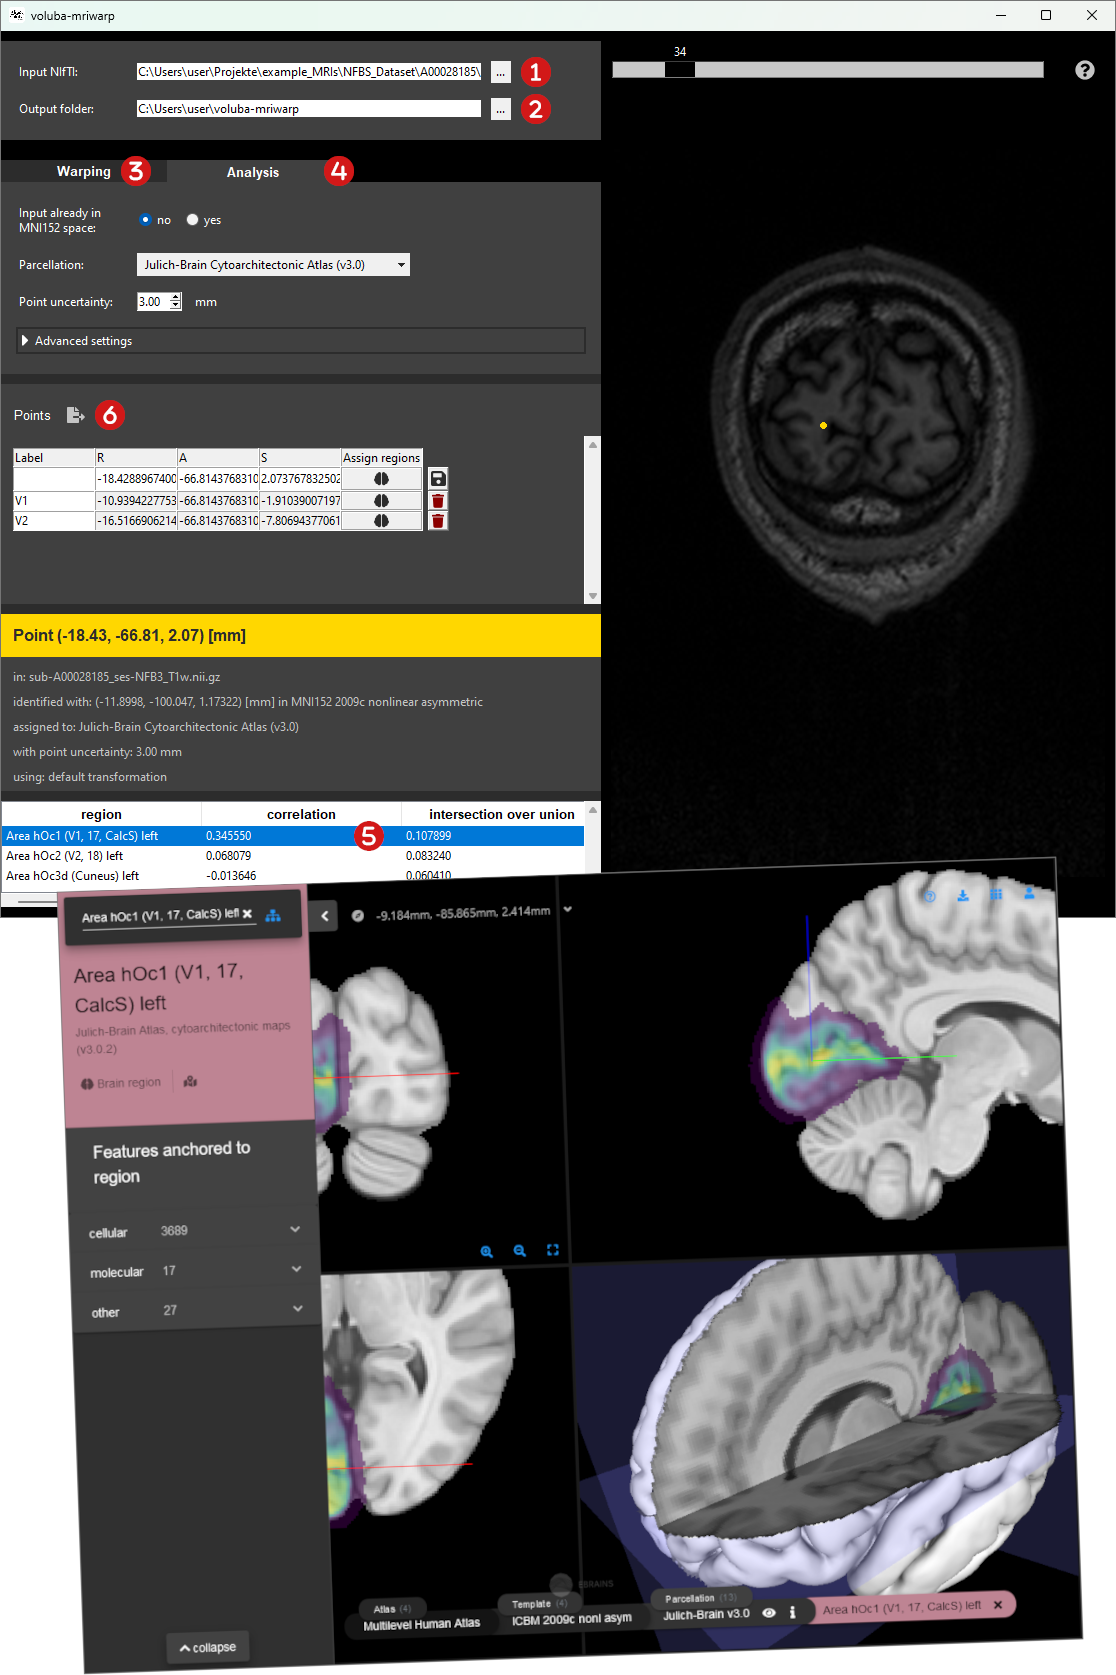 voluba-mriwarp
Input NIfTI: C:\Users\user\Projekte\example_MRIs\NFBS_Dataset\A00028185\ ... 1
Output folder: C:\Users\user\voluba-mriwarp ... 2
34
?
Warping 3 Analysis 4
Input already in
MNI152 space:
no yes
Parcellation: Julich-Brain Cytoarchitectonic Atlas (v3.0)
Point uncertainty: 3.00 mm
Advanced settings
Points 6
Label R A S Assign regions
-18.4288967400 -66.8143768310 2.073767832502
V1 -10.9394227753 -66.8143768310 -1.91039007197
V2 -16.5166906214 -66.8143768310 -7.80694377061
Point (-18.43, -66.81, 2.07) [mm]
in: sub-A00028185_ses-NFB3_T1w.nii.gz
identified with: (-11.8998, -100.047, 1.17322) [mm] in MNI152 2009c nonlinear asymmetric
assigned to: Julich-Brain Cytoarchitectonic Atlas (v3.0)
with point uncertainty: 3.00 mm
using: default transformation
region correlation intersection over union
Area hOc1 (V1, 17, CalcS) left 0.345550 5 0.107899
Area hOc2 (V2, 18) left 0.068079 0.083240
Area hOc3d (Cuneus) left -0.013646 0.060410
Area hOc1 (V1, 17, CalcS) left
-9.184mm, -85.865mm, 2.414mm
Area hOc1 (V1, 17,
CalcS) left
Julich-Brain Atlas, cytoarchitectonic maps
(v3.0.2)
Brain region
Features anchored to
region
cellular 3689
molecular 17
other 27
collapse
EBRAINS
Atlas (4)
Multilevel Human Atlas
Template (4)
ICBM 2009c nonl asym
Parcellation (13)
Julich-Brain v3.0
Area hOc1 (V1, 17, CalcS) left